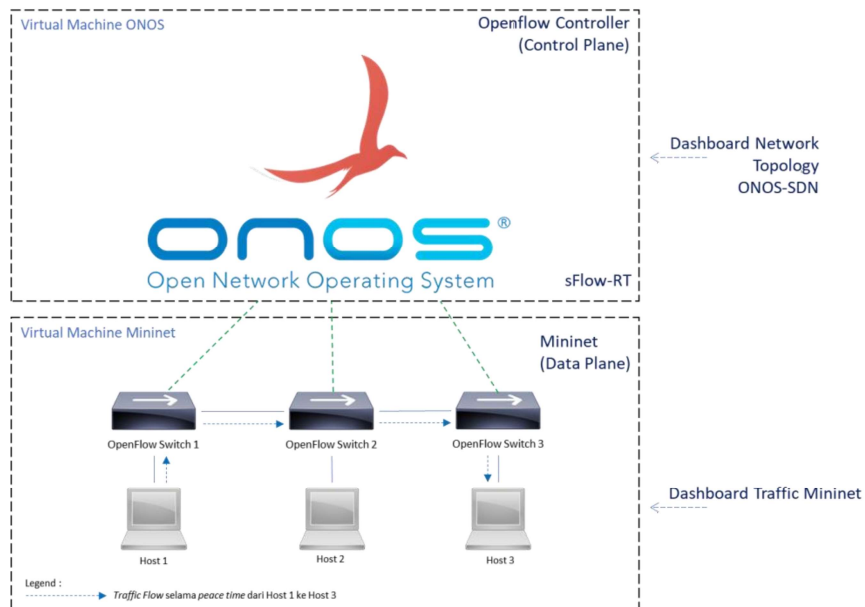 Virtual Machine ONOS
Openflow Controller
(Control Plane)
onos®
Open Network Operating System
sFlow-RT
Dashboard Network
Topology
ONOS-SDN
Virtual Machine Mininet
Mininet
(Data Plane)
OpenFlow Switch 1
OpenFlow Switch 2
OpenFlow Switch 3
Host 1
Host 2
Host 3
Dashboard Traffic Mininet
Legend :
Traffic Flow selama peace time dari Host 1 ke Host 3